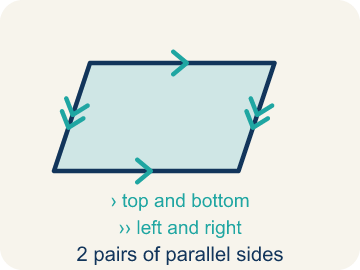 › top and bottom
›› left and right
2 pairs of parallel sides